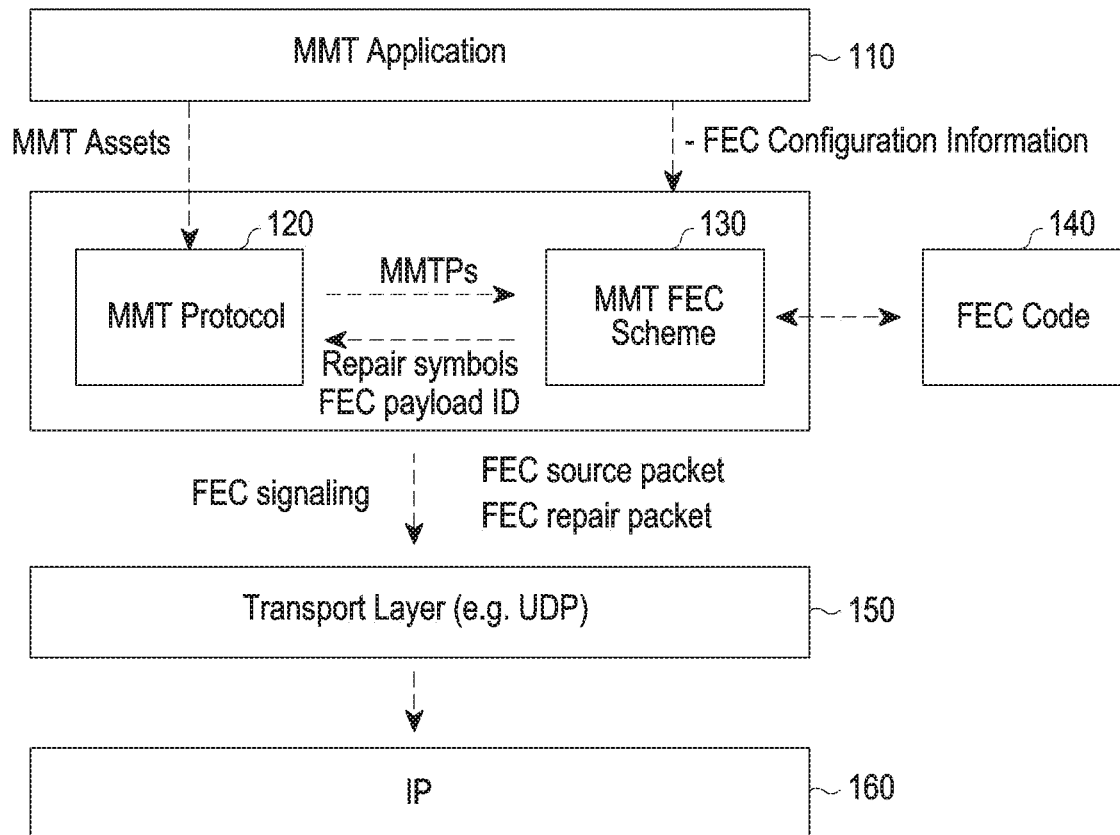 MMT Application
110
MMT Assets
- FEC Configuration Information
120
130
140
MMT Protocol
MMTPs
Repair symbols
FEC payload ID
MMT FEC
Scheme
FEC Code
FEC signaling
FEC source packet
FEC repair packet
Transport Layer (e.g. UDP)
150
IP
160